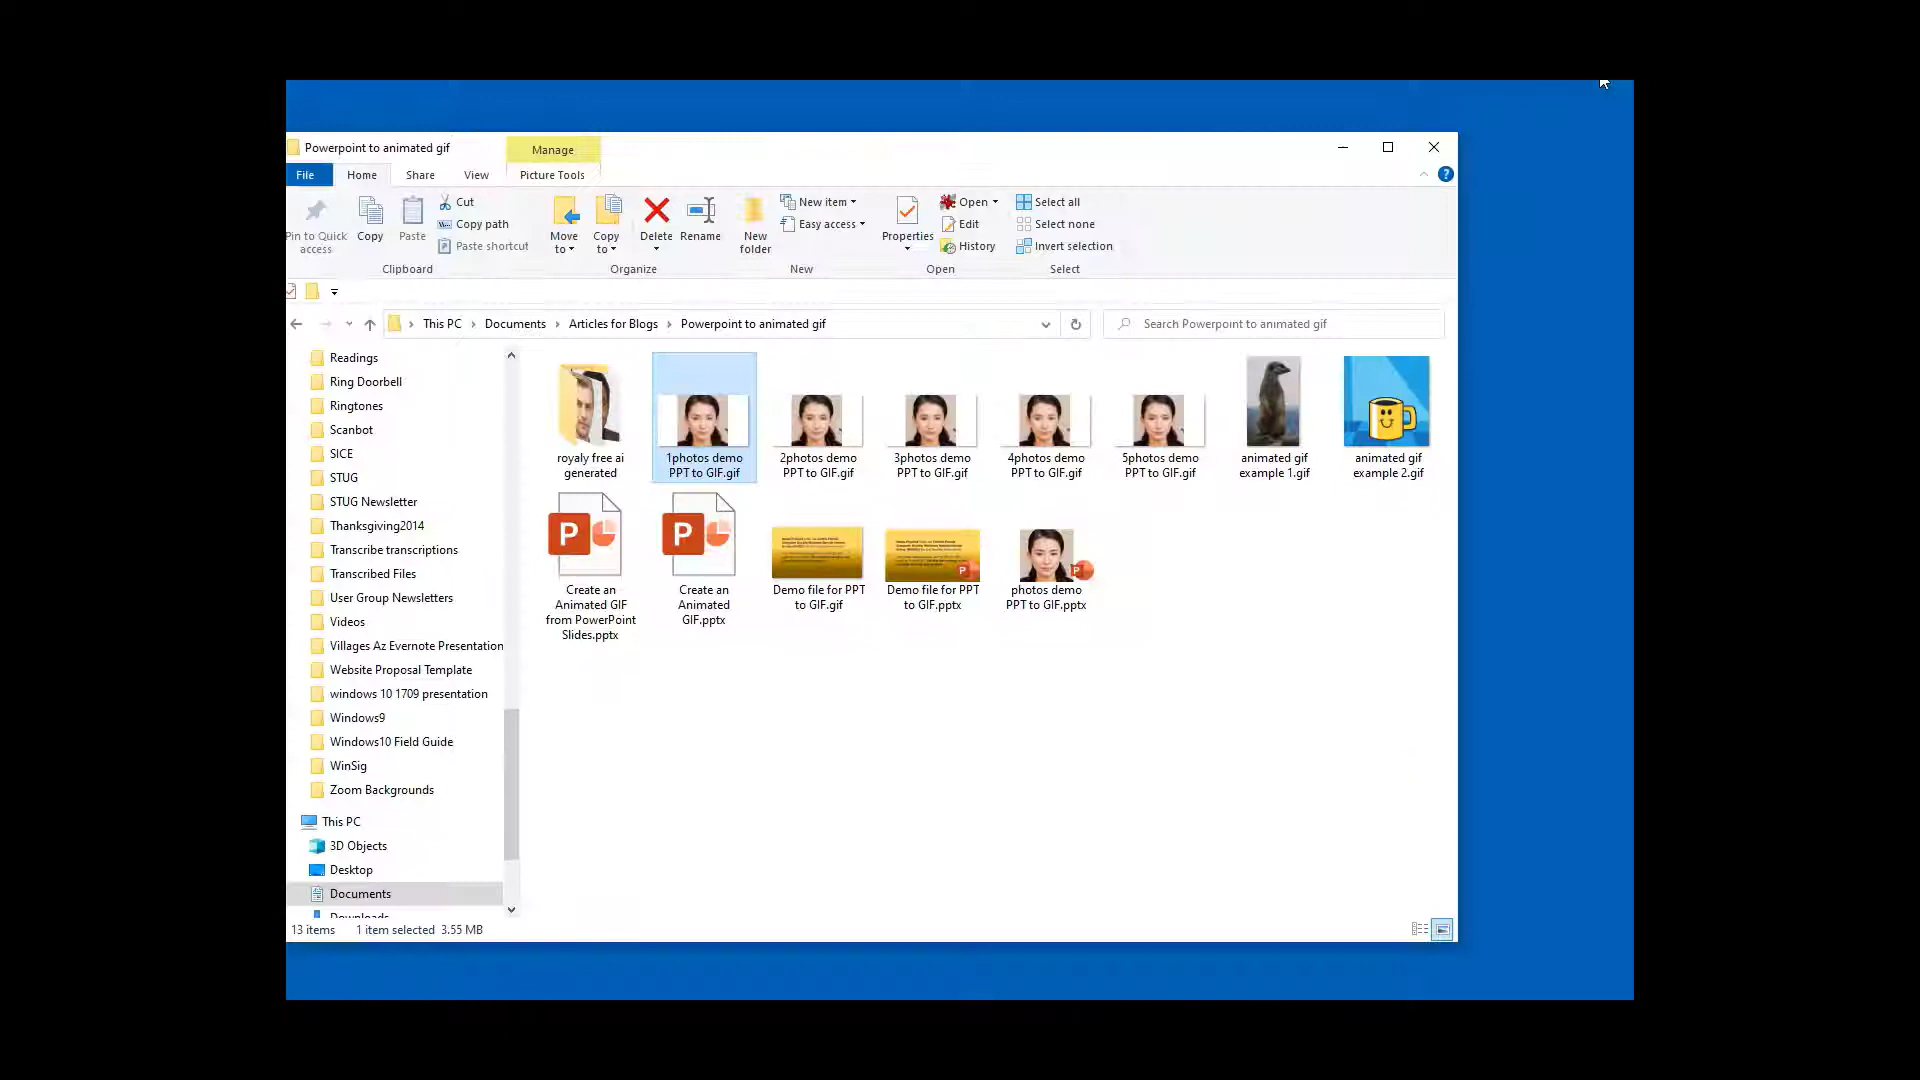 Powerpoint to animated gif
Manage
File
Home
Share
View
Picture Tools
Pin to Quick access
Copy
Paste
Cut
Copy path
Paste shortcut
Clipboard
Move to
Copy to
Delete
Rename
Organize
New folder
New item
Easy access
New
Properties
Open
Edit
History
Open
Select all
Select none
Invert selection
Select
This PC
Documents
Articles for Blogs
Powerpoint to animated gif
Search Powerpoint to animated gif
Readings
Ring Doorbell
Ringtones
Scanbot
SICE
STUG
STUG Newsletter
Thanksgiving2014
Transcribe transcriptions
Transcribed Files
User Group Newsletters
Videos
Villages Az Evernote Presentation
Website Proposal Template
windows 10 1709 presentation
Windows9
Windows10 Field Guide
WinSig
Zoom Backgrounds
This PC
3D Objects
Desktop
Documents
Downloads
royaly free ai
generated
1photos demo
PPT to GIF.gif
2photos demo
PPT to GIF.gif
3photos demo
PPT to GIF.gif
4photos demo
PPT to GIF.gif
5photos demo
PPT to GIF.gif
animated gif
example 1.gif
animated gif
example 2.gif
Create an
Animated GIF
from PowerPoint
Slides.pptx
Create an
Animated
GIF.pptx
Demo file for PPT
to GIF.gif
Demo file for PPT
to GIF.pptx
photos demo
PPT to GIF.pptx
13 items
1 item selected 3.55 MB